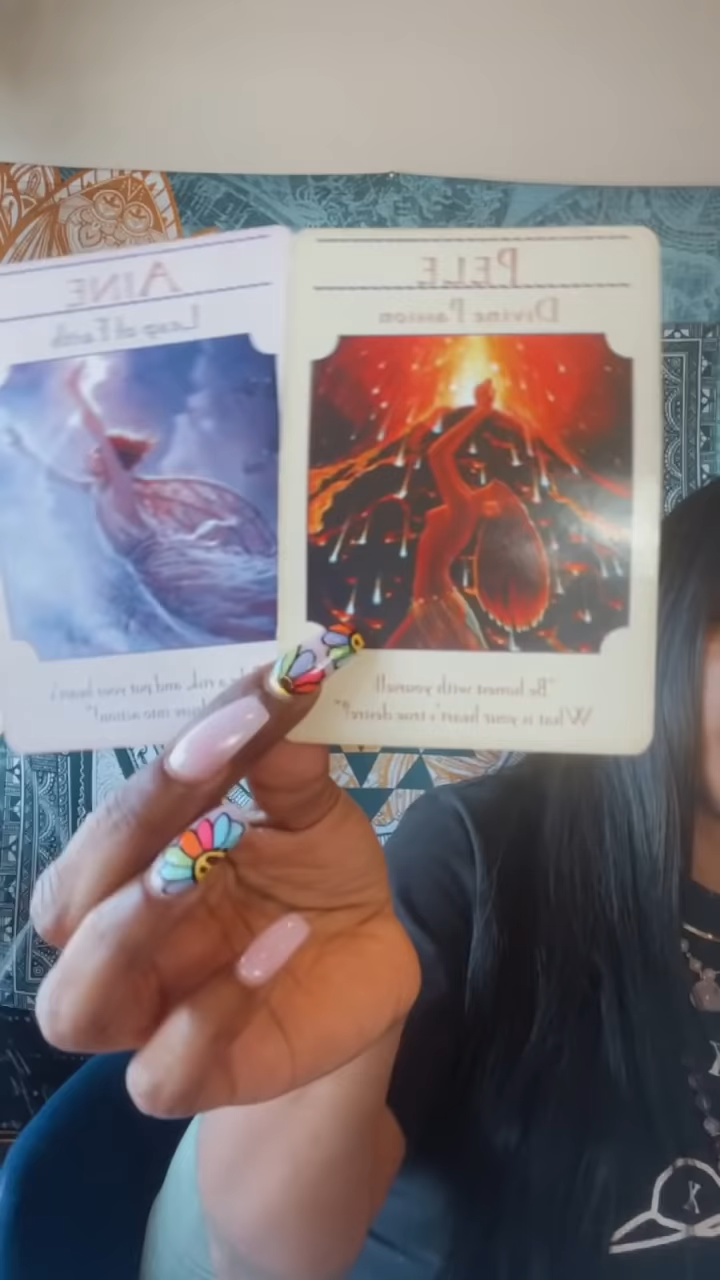 AINE
Leap of Faith
a risk, and put your heart's
into action!"
PELE
Divine Passion
"Be honest with yourself:
What is your heart's true desire?"
X